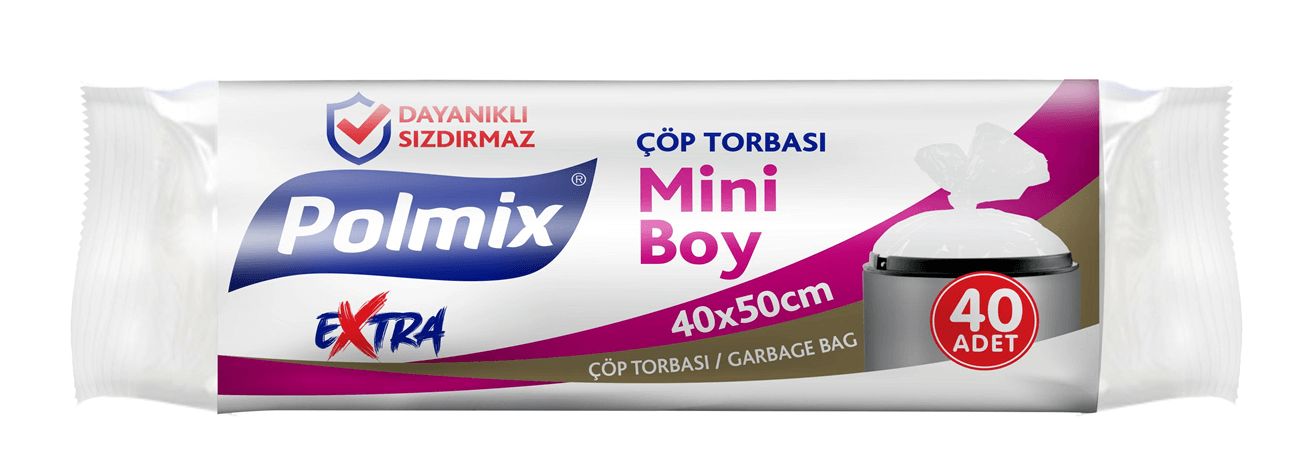 DAYANIKLI
SIZDIRMAZ
Polmix®
EXTRA
ÇÖP TORBASI
Mini
Boy
40x50cm
ÇÖP TORBASI / GARBAGE BAG
40
ADET